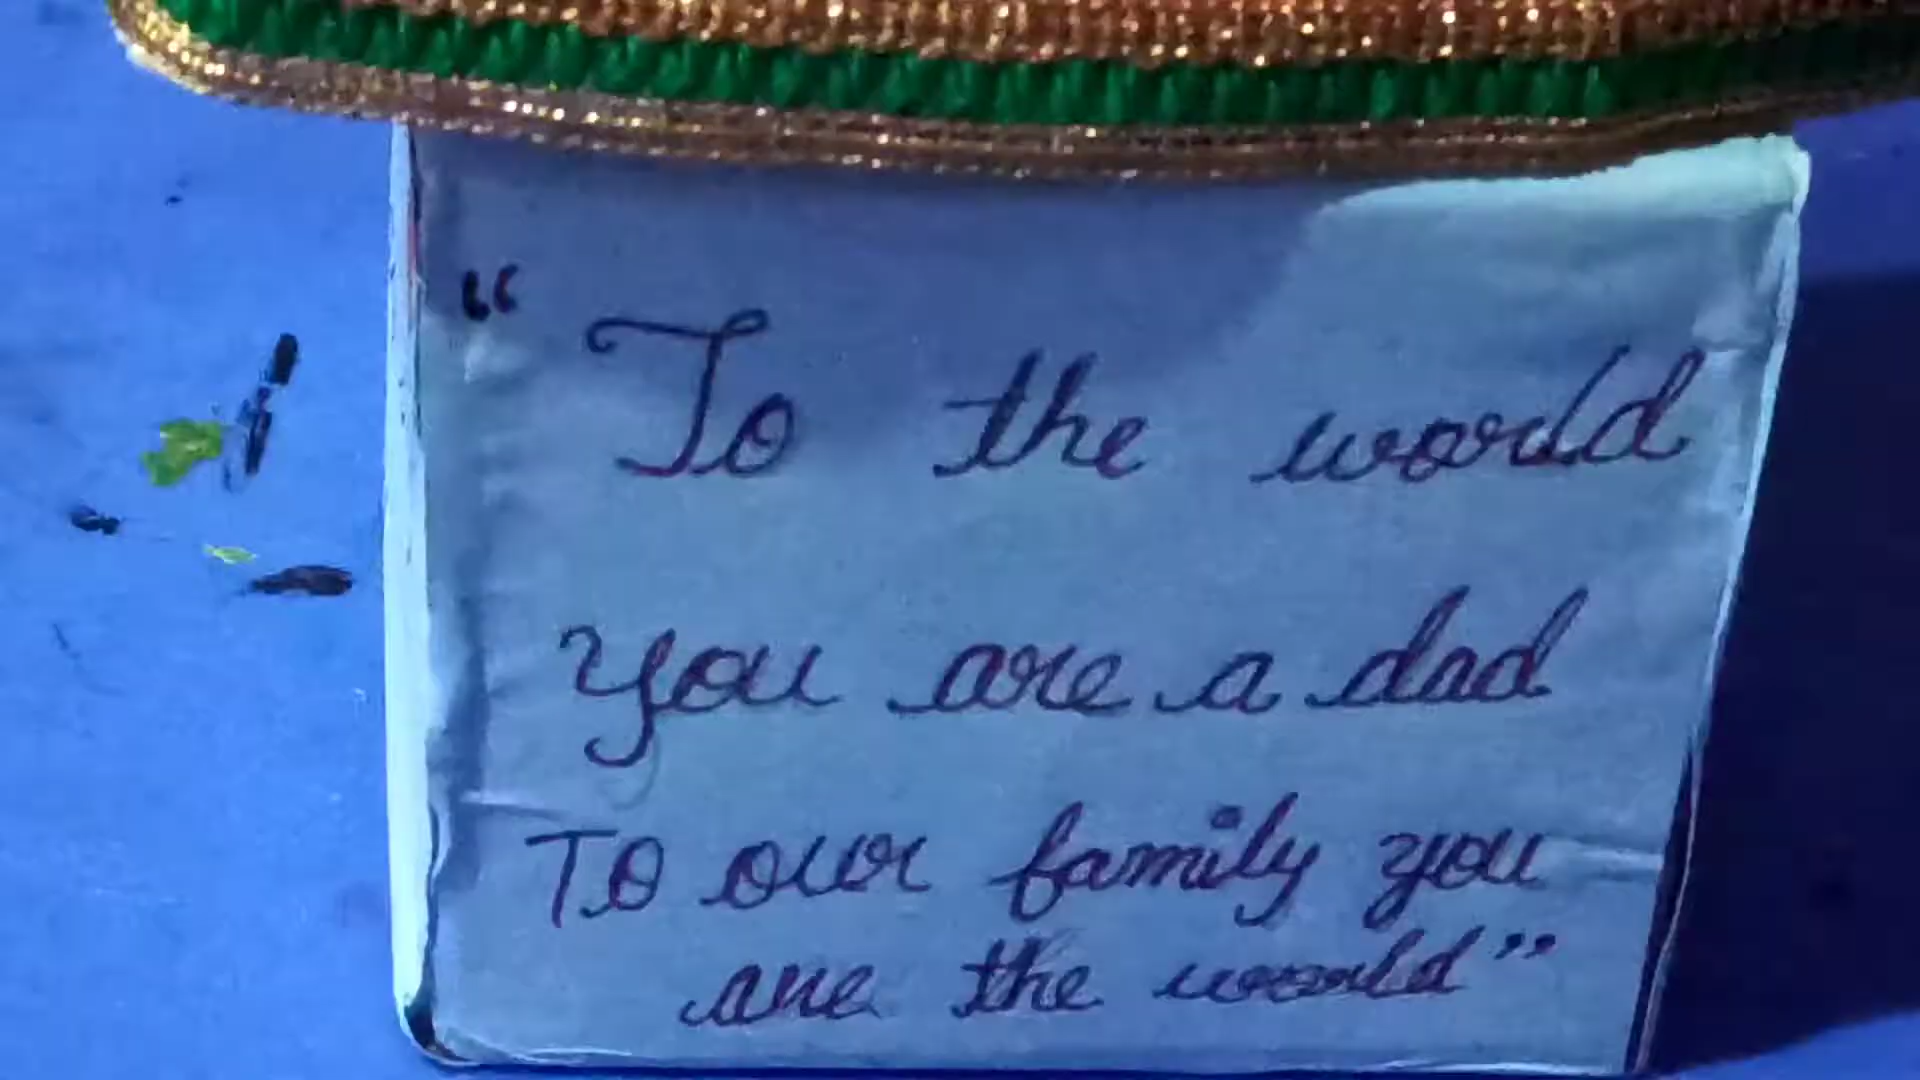 “ To the world
you are a dad
To our family you
are the world”